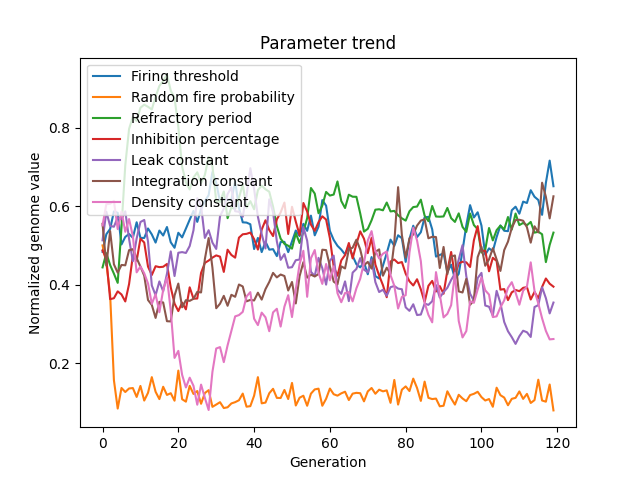 Parameter trend
Firing threshold
Random fire probability
Refractory period
Inhibition percentage
Leak constant
Integration constant
Density constant
Normalized genome value
0.8
0.6
0.4
0.2
0 20 40 60 80 100 120
Generation